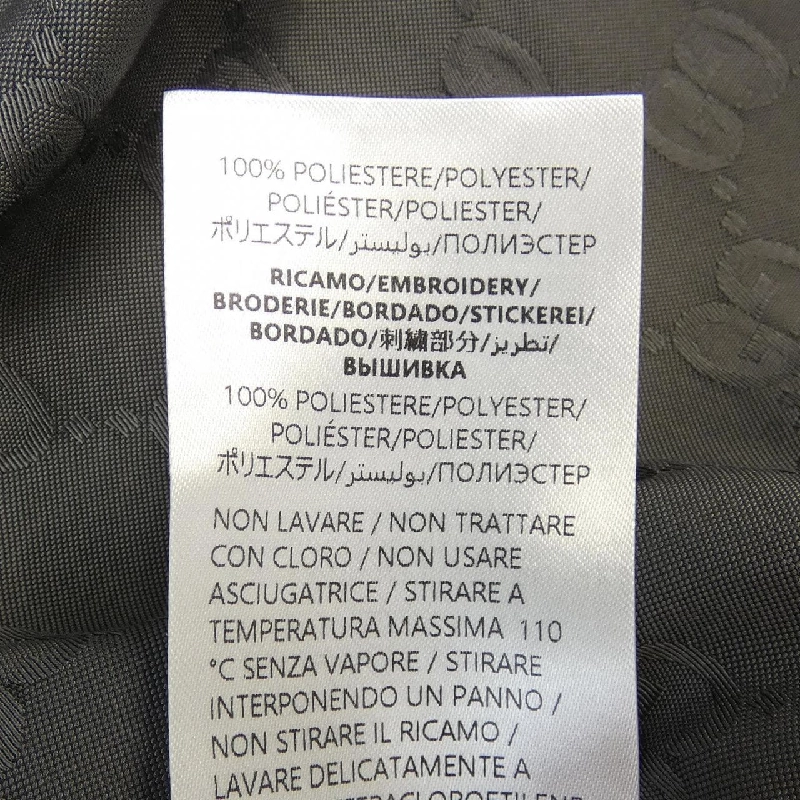 100% POLIESTERE/POLYESTER/
POLIÉSTER/POLIESTER/
ポリエステル/بوليستر/ПОЛИЭСТЕР
RICAMO/EMBROIDERY/
BRODERIE/BORDADO/STICKEREI/
BORDADO/刺繍部分/تطريز/
ВЫШИВКА
100% POLIESTERE/POLYESTER/
POLIÉSTER/POLIESTER/
ポリエステル/بوليستر/ПОЛИЭСТЕР
NON LAVARE / NON TRATTARE
CON CLORO / NON USARE
ASCIUGATRICE / STIRARE A
TEMPERATURA MASSIMA 110
°C SENZA VAPORE / STIRARE
INTERPONENDO UN PANNO /
NON STIRARE IL RICAMO /
LAVARE DELICATAMENTE A